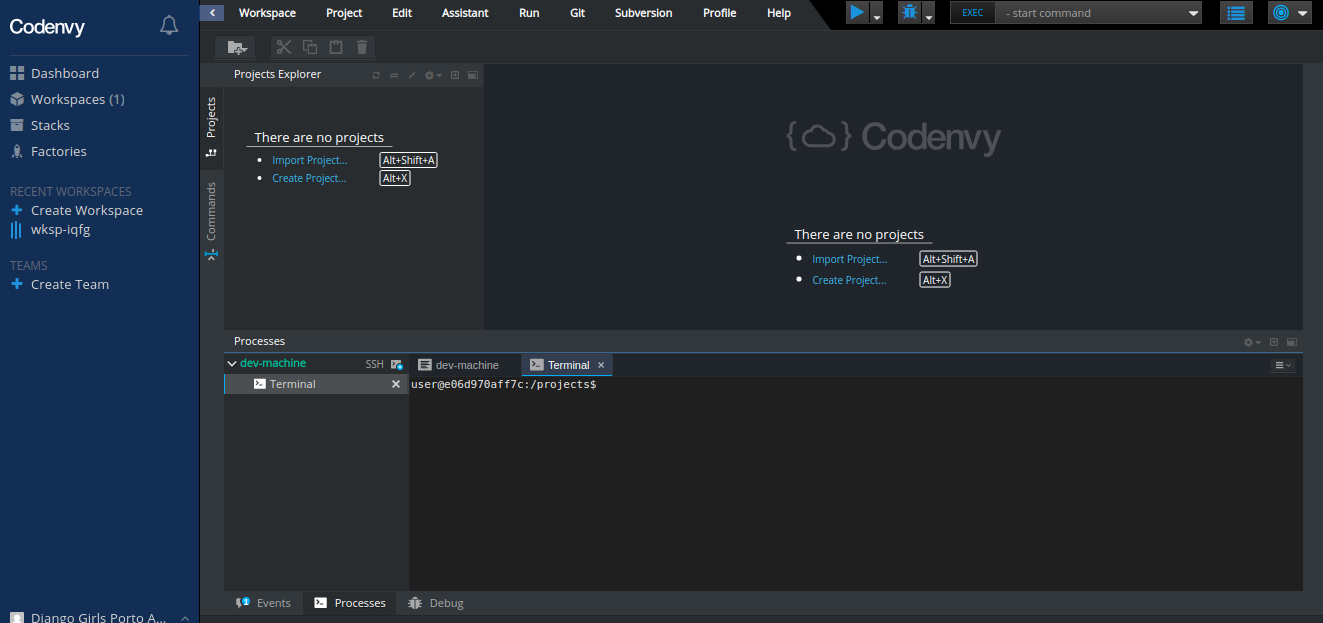 Codenvy
Dashboard
Workspaces (1)
Stacks
Factories
RECENT WORKSPACES
Create Workspace
wksp-iqfg
TEAMS
Create Team
Django Girls Porto A...
Workspace Project Edit Assistant Run Git Subversion Profile Help
EXEC - start command
Projects Explorer
Projects
Commands
There are no projects
Import Project... Alt+Shift+A
Create Project... Alt+X
Codenvy
There are no projects
Import Project... Alt+Shift+A
Create Project... Alt+X
Processes
dev-machine SSH
Terminal
dev-machine Terminal
user@e06d970aff7c:/projects$
1 Events Processes Debug